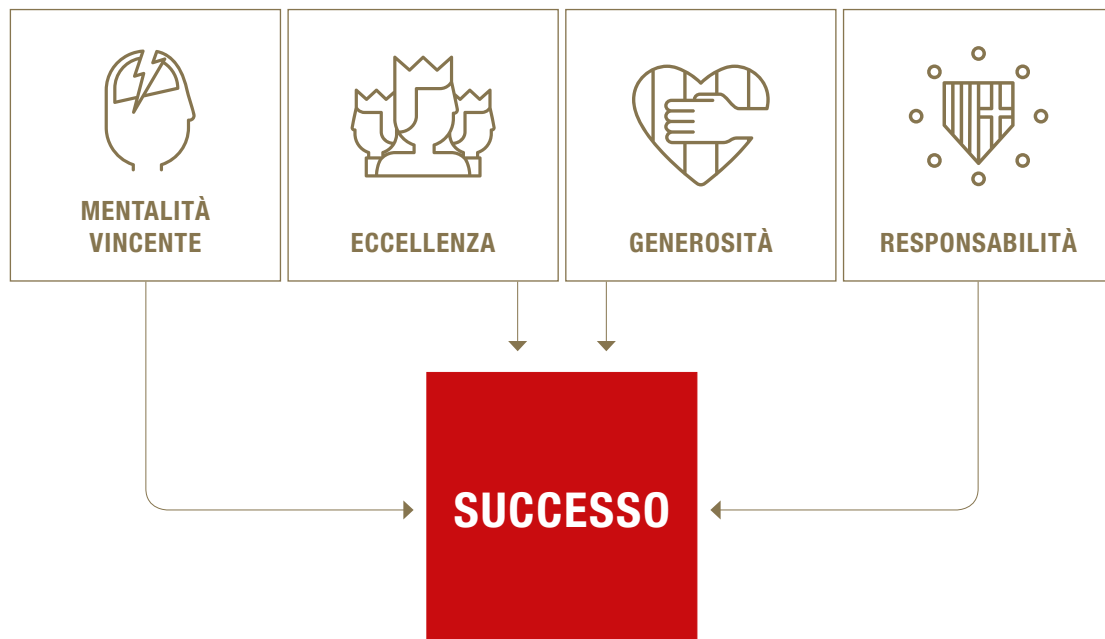 MENTALITÀ
VINCENTE
ECCELLENZA
GENEROSITÀ
RESPONSABILITÀ
SUCCESSO